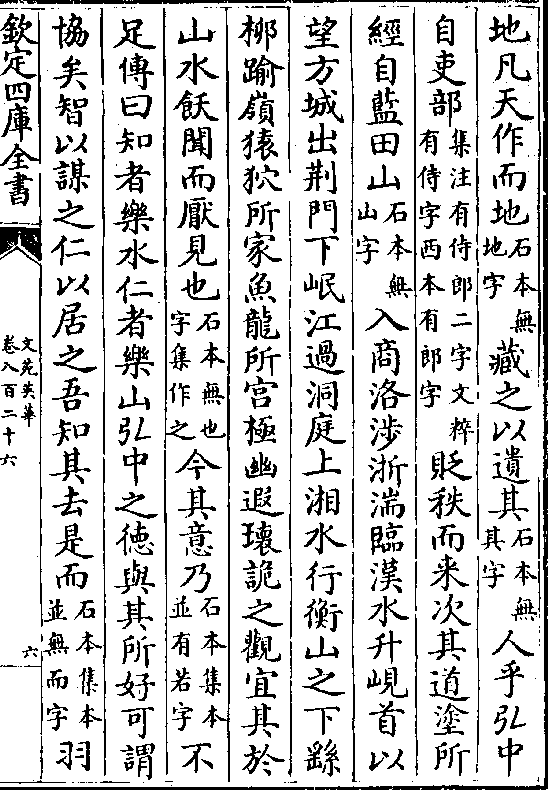 地凡天作而地石本無地字藏之以遺其石本無其字人乎弘中
自吏部集注有侍郎二字文粹有侍字西本有郎字貶秩而来次其道塗所
經自藍田山石本無山字入商洛涉浙湍臨漢水升峴首以
望方城出荆門下岷江過洞庭上湘水行衡山之下繇
郴踰嶺猿狖所家魚龍所宫極幽遐瓌詭之觀宜其於
山水飫聞而厭見也石本無也字集作之今其意乃石本集本並有若字不
足傳曰知者樂水仁者樂山弘中之徳與其所好可謂
協矣智以謀之仁以居之吾知其去是而石本集本並無而字羽
欽定四庫全書
文苑英華
卷八百二十六
六